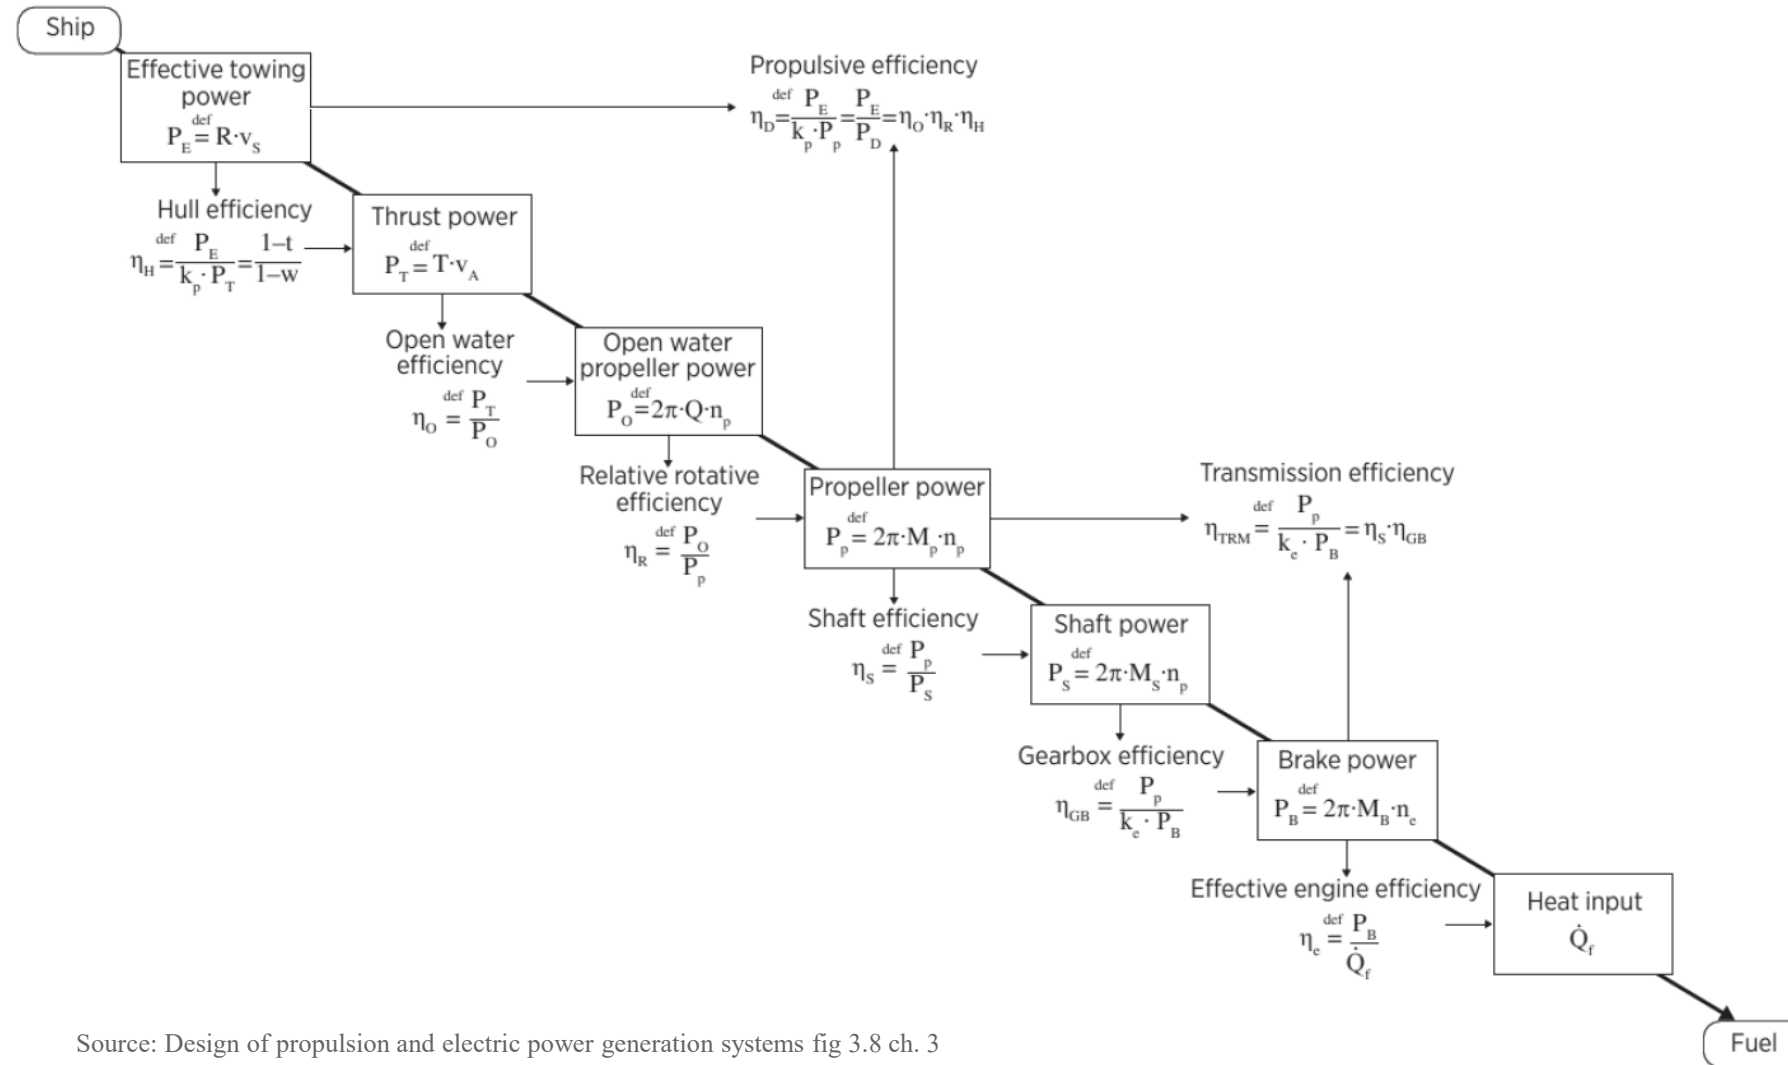 Ship
Effective towing
power
def
P_E = R·v_S
Propulsive efficiency
def
η_D = P_E / k_p · P_p = P_E / P_D = η_O·η_R·η_H
Hull efficiency
def
η_H = P_E / k_p · P_T = 1–t / 1–w
Thrust power
def
P_T = T·v_A
Open water
efficiency
def
η_O = P_T / P_O
Open water
propeller power
def
P_O = 2π·Q·n_p
Relative rotative
efficiency
def
η_R = P_O / P_p
Propeller power
def
P_p = 2π·M_p·n_p
Transmission efficiency
def
η_TRM = P_p / k_e · P_B = η_S·η_GB
Shaft efficiency
def
η_S = P_p / P_S
Shaft power
def
P_S = 2π·M_S·n_p
Gearbox efficiency
def
η_GB = P_p / k_e · P_B
Brake power
def
P_B = 2π·M_B·n_e
Effective engine efficiency
def
η_e = P_B / Q̇_f
Heat input
Q̇_f
Fuel
Source: Design of propulsion and electric power generation systems fig 3.8 ch. 3